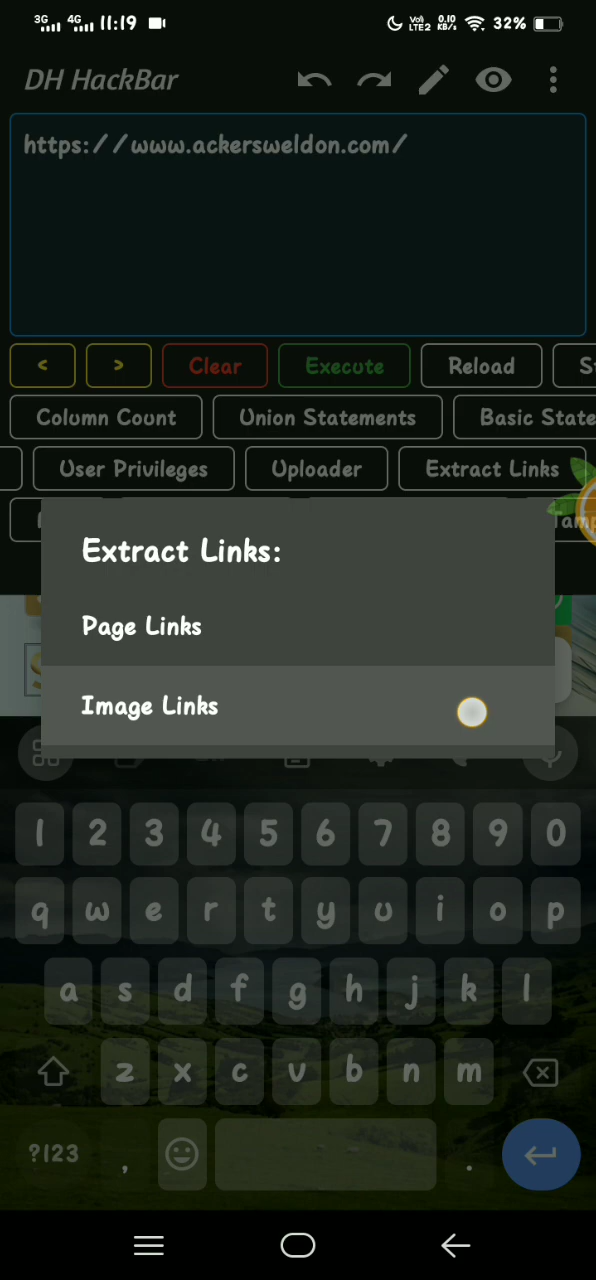 3G 4G 11:19 VoN LTE2 0.10 KB/s 32%
DH HackBar
https://www.ackersweldon.com/
< > Clear Execute Reload
Column Count Union Statements Basic State
User Privileges Uploader Extract Links
Extract Links:
Page Links
Image Links
1 2 3 4 5 6 7 8 9 0
q w e r t y u i o p
a s d f g h j k l
z x c v b n m
?123 , .